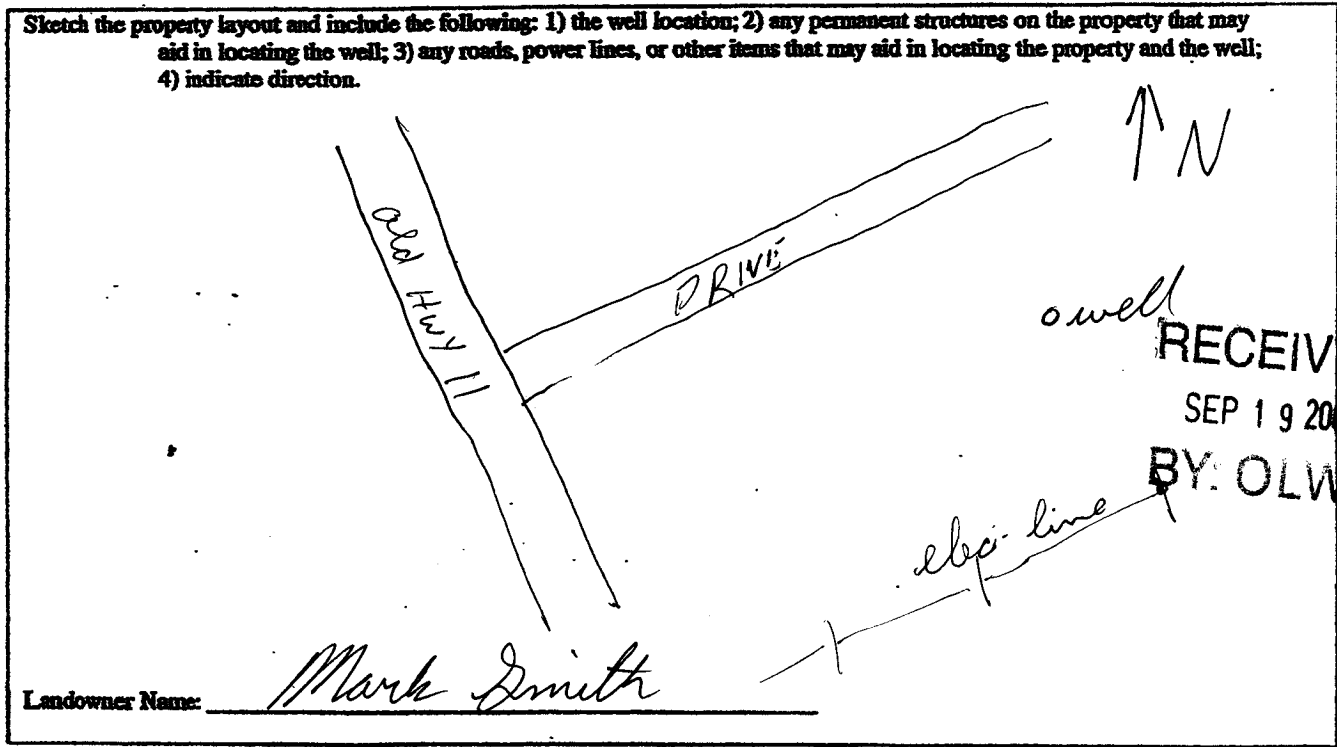 Sketch the property layout and include the following: 1) the well location; 2) any permanent structures on the property that may
aid in locating the well; 3) any roads, power lines, or other items that may aid in locating the property and the well;
4) indicate direction.
N
old HWY 11
DRIVE
o well
RECEIV
SEP 19 20
BY: OLW
elec. line
Landowner Name: Mark Smith